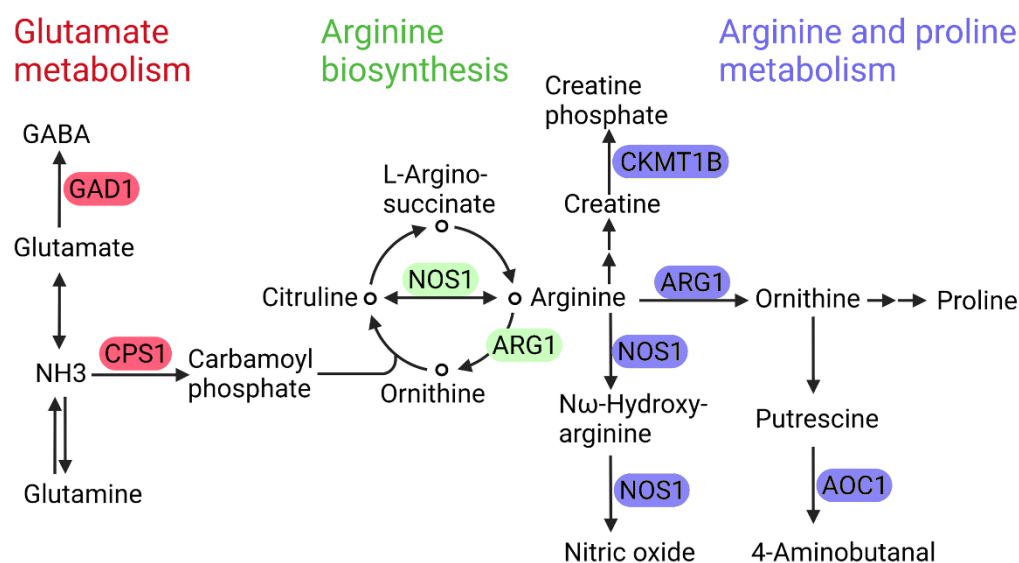 Glutamate
metabolism
Arginine
biosynthesis
Arginine and proline
metabolism
GABA
GAD1
Glutamate
NH3
CPS1
Carbamoyl
phosphate
Glutamine
L-Argino-
succinate
Citruline
NOS1
ARG1
Ornithine
Creatine
phosphate
CKMT1B
Creatine
Arginine
ARG1
Ornithine
Proline
NOS1
Nω-Hydroxy-
arginine
NOS1
Nitric oxide
Putrescine
AOC1
4-Aminobutanal